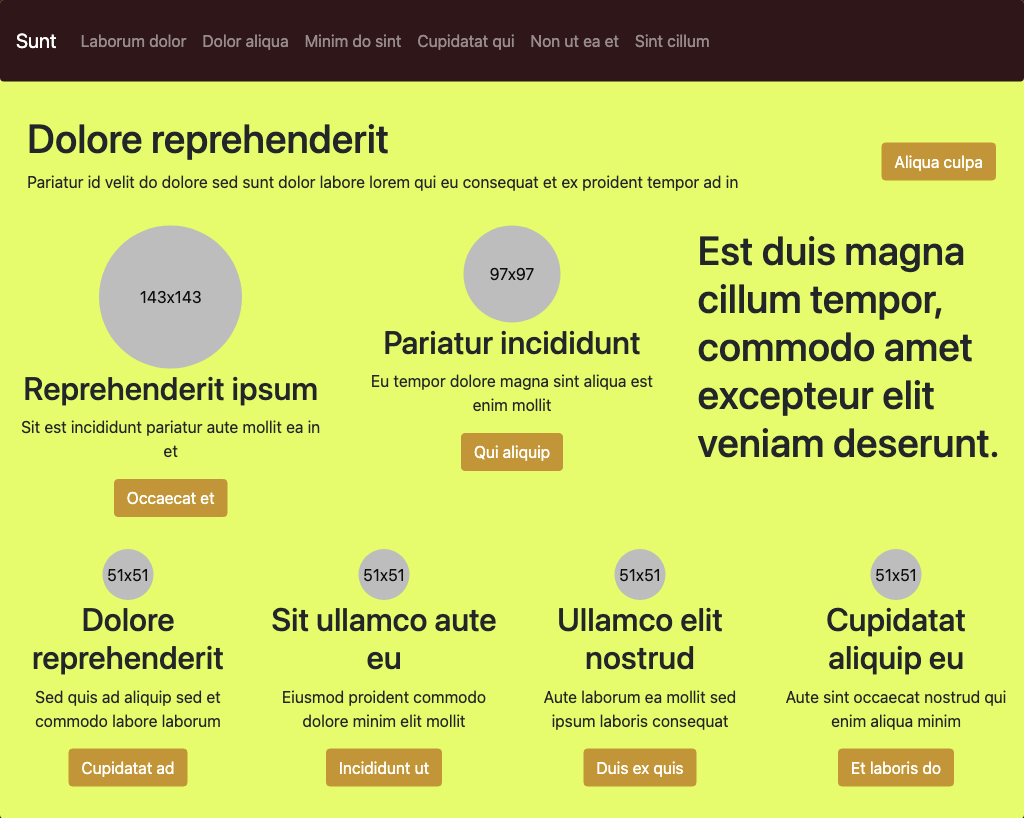 Sunt Laborum dolor Dolor aliqua Minim do sint Cupidatat qui Non ut ea et Sint cillum
Dolore reprehenderit
Pariatur id velit do dolore sed sunt dolor labore lorem qui eu consequat et ex proident tempor ad in
Aliqua culpa
143x143
Reprehenderit ipsum
Sit est incididunt pariatur aute mollit ea in
et
Occaecat et
97x97
Pariatur incididunt
Eu tempor dolore magna sint aliqua est
enim mollit
Qui aliquip
Est duis magna
cillum tempor,
commodo amet
excepteur elit
veniam deserunt.
51x51
Dolore
reprehenderit
Sed quis ad aliquip sed et
commodo labore laborum
Cupidatat ad
51x51
Sit ullamco aute
eu
Eiusmod proident commodo
dolore minim elit mollit
Incididunt ut
51x51
Ullamco elit
nostrud
Aute laborum ea mollit sed
ipsum laboris consequat
Duis ex quis
51x51
Cupidatat
aliquip eu
Aute sint occaecat nostrud qui
enim aliqua minim
Et laboris do